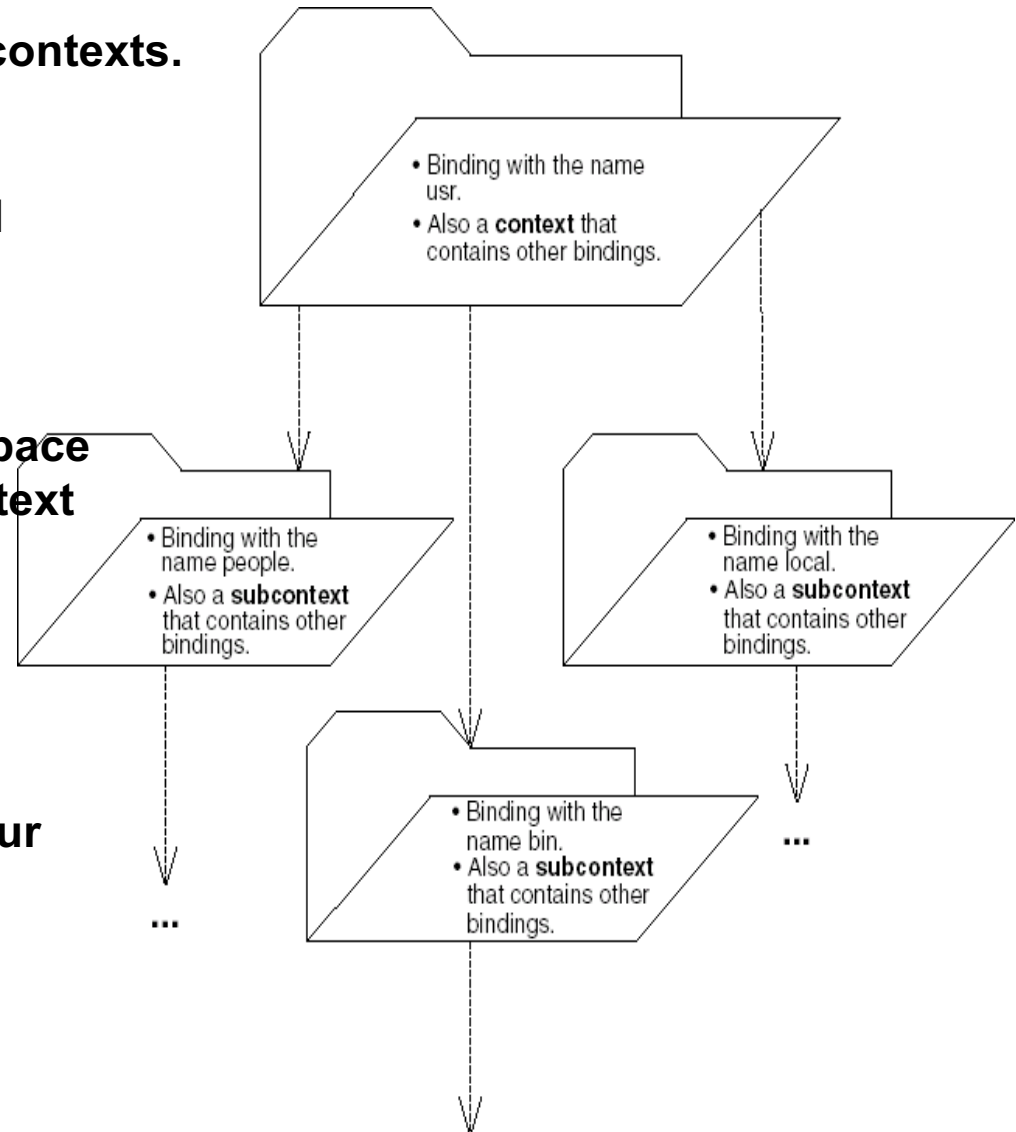 contexts.
• Binding with the name
usr.
• Also a context that
contains other bindings.
pace
text
• Binding with the
name people.
• Also a subcontext
that contains other
bindings.
• Binding with the
name local.
• Also a subcontext
that contains other
bindings.
ur
• Binding with the
name bin.
• Also a subcontext
that contains other
bindings.
...
...